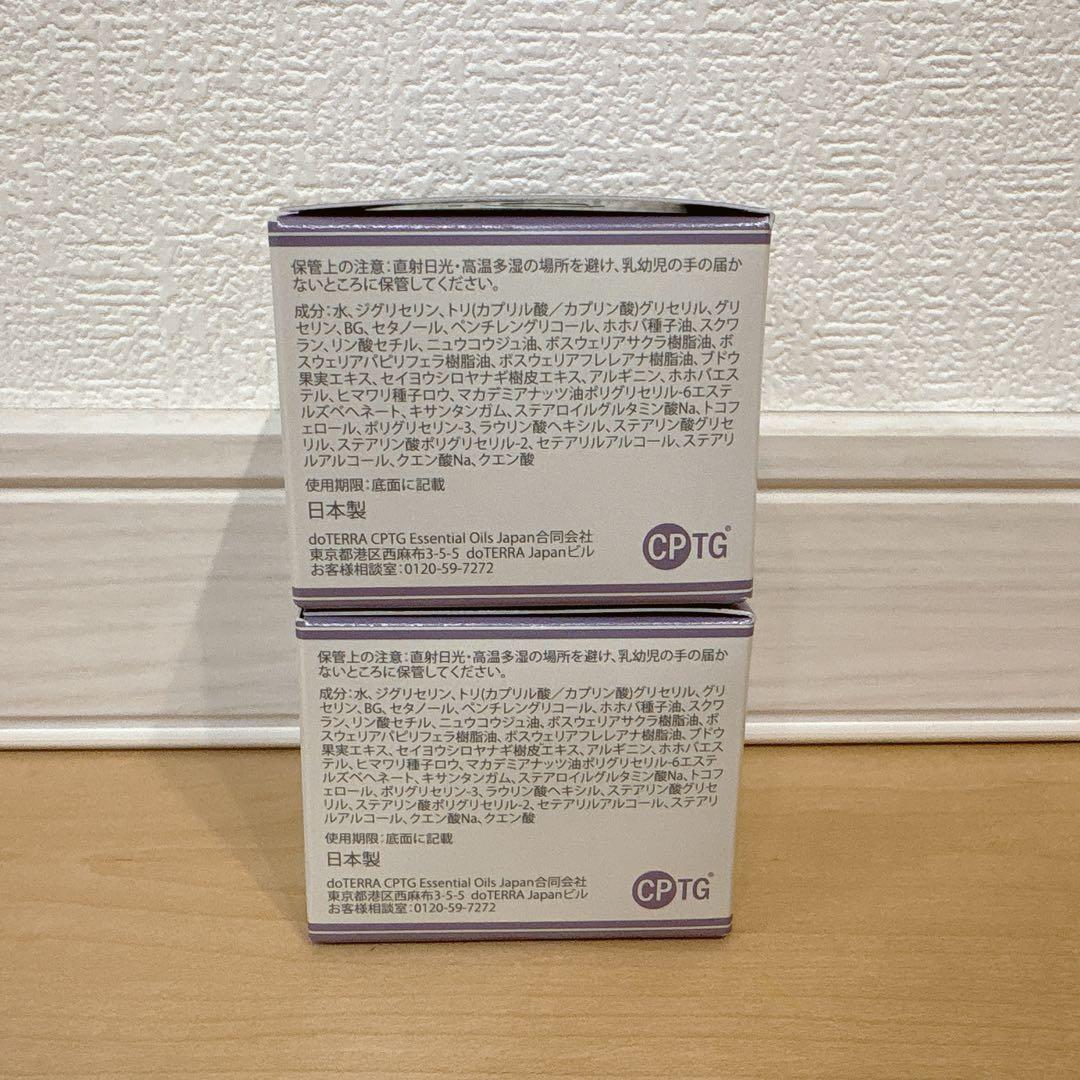 保管上の注意：直射日光・高温多湿の場所を避け、乳幼児の手の届か
ないところに保管してください。
成分：水、ジグリセリン、トリ(カプリル酸／カプリン酸)グリセリル、グリ
セリン、BG、セタノール、ペンチレングリコール、ホホバ種子油、スクワ
ラン、リン酸セチル、ニュウコウジュ油、ボスウェリアサクラ樹脂油、ボ
スウェリアパピリフェラ樹脂油、ボスウェリアフレレアナ樹脂油、ブドウ
果実エキス、セイヨウシロヤナギ樹皮エキス、アルギニン、ホホバエス
テル、ヒマワリ種子ロウ、マカデミアナッツ油ポリグリセリル-6エステ
ルズベヘネート、キサンタンガム、ステアロイルグルタミン酸Na、トコ
フェロール、ポリグリセリン-3、ラウリン酸ヘキシル、ステアリン酸グリセ
リル、ステアリン酸ポリグリセリル-2、セテアリルアルコール、ステアリ
ルアルコール、クエン酸Na、クエン酸
使用期限：底面に記載
日本製
doTERRA CPTG Essential Oils Japan合同会社
東京都港区西麻布3-5-5 doTERRA Japanビル
お客様相談室：0120-59-7272
CPTG®
保管上の注意：直射日光・高温多湿の場所を避け、乳幼児の手の届か
ないところに保管してください。
成分：水、ジグリセリン、トリ(カプリル酸／カプリン酸)グリセリル、グリ
セリン、BG、セタノール、ペンチレングリコール、ホホバ種子油、スクワ
ラン、リン酸セチル、ニュウコウジュ油、ボスウェリアサクラ樹脂油、ボ
スウェリアパピリフェラ樹脂油、ボスウェリアフレレアナ樹脂油、ブドウ
果実エキス、セイヨウシロヤナギ樹皮エキス、アルギニン、ホホバエス
テル、ヒマワリ種子ロウ、マカデミアナッツ油ポリグリセリル-6エステ
ルズベヘネート、キサンタンガム、ステアロイルグルタミン酸Na、トコ
フェロール、ポリグリセリン-3、ラウリン酸ヘキシル、ステアリン酸グリセ
リル、ステアリン酸ポリグリセリル-2、セテアリルアルコール、ステアリ
ルアルコール、クエン酸Na、クエン酸
使用期限：底面に記載
日本製
doTERRA CPTG Essential Oils Japan合同会社
東京都港区西麻布3-5-5 doTERRA Japanビル
お客様相談室：0120-59-7272
CPTG®